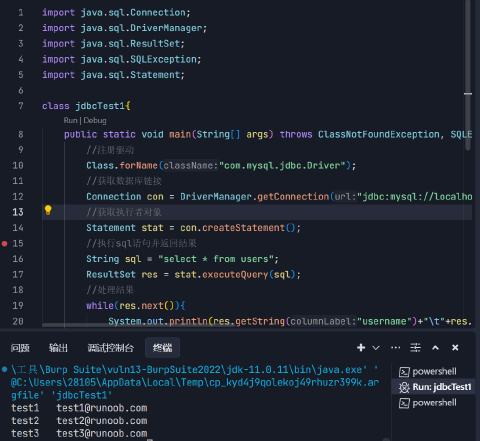 1 import java.sql.Connection;
2 import java.sql.DriverManager;
3 import java.sql.ResultSet;
4 import java.sql.SQLException;
5 import java.sql.Statement;
6
7 class jdbcTest1{
Run | Debug
8 public static void main(String[] args) throws ClassNotFoundException, SQLE
9 //注册驱动
10 Class.forName(className:"com.mysql.jdbc.Driver");
11 //获取数据库链接
12 Connection con = DriverManager.getConnection(url:"jdbc:mysql://localho
13 //获取执行者对象
14 Statement stat = con.createStatement();
15 //执行sql语句并返回结果
16 String sql = "select * from users";
17 ResultSet res = stat.executeQuery(sql);
18 //处理结果
19 while(res.next()){
20 System.out.println(res.getString(columnLabel:"username")+"\t"+res.
问题 输出 调试控制台 终端
\工具\Burp Suite\vuln13-BurpSuite2022\jdk-11.0.11\bin\java.exe' '
@C:\Users\28105\AppData\Local\Temp\cp_kyd4j9qolekoj49rhuzr399k.ar
gfile' 'jdbcTest1'
test1 test1@runoob.com
test2 test2@runoob.com
test3 test3@runoob.com
powershell
Run: jdbcTest1
powershell